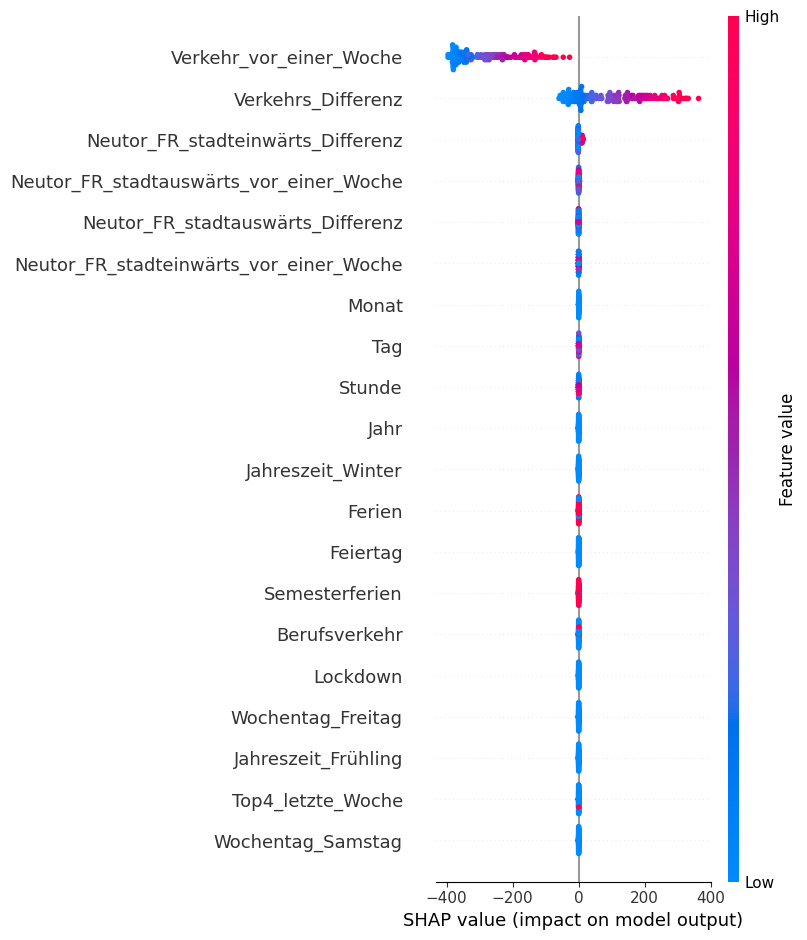 High
Verkehr_vor_einer_Woche
Verkehrs_Differenz
Neutor_FR_stadteinwärts_Differenz
Neutor_FR_stadtauswärts_vor_einer_Woche
Neutor_FR_stadtauswärts_Differenz
Neutor_FR_stadteinwärts_vor_einer_Woche
Monat
Tag
Stunde
Jahr
Jahreszeit_Winter
Ferien
Feiertag
Semesterferien
Berufsverkehr
Lockdown
Wochentag_Freitag
Jahreszeit_Frühling
Top4_letzte_Woche
Wochentag_Samstag
Feature value
Low
−400 −200 0 200 400
SHAP value (impact on model output)